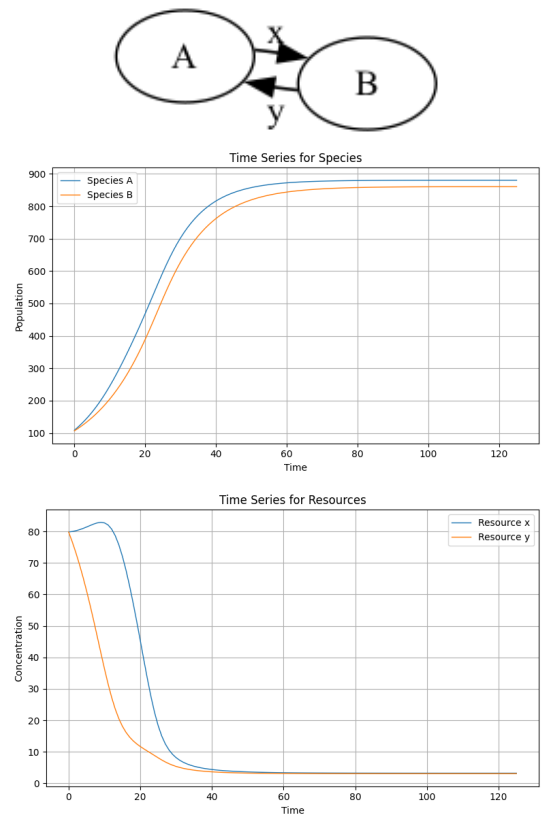 x
A
B
y
Time Series for Species
900
800
700
600
500
400
300
200
100
Population
Species A
Species B
0 20 40 60 80 100 120
Time
Time Series for Resources
80
70
60
50
40
30
20
10
0
Concentration
Resource x
Resource y
0 20 40 60 80 100 120
Time